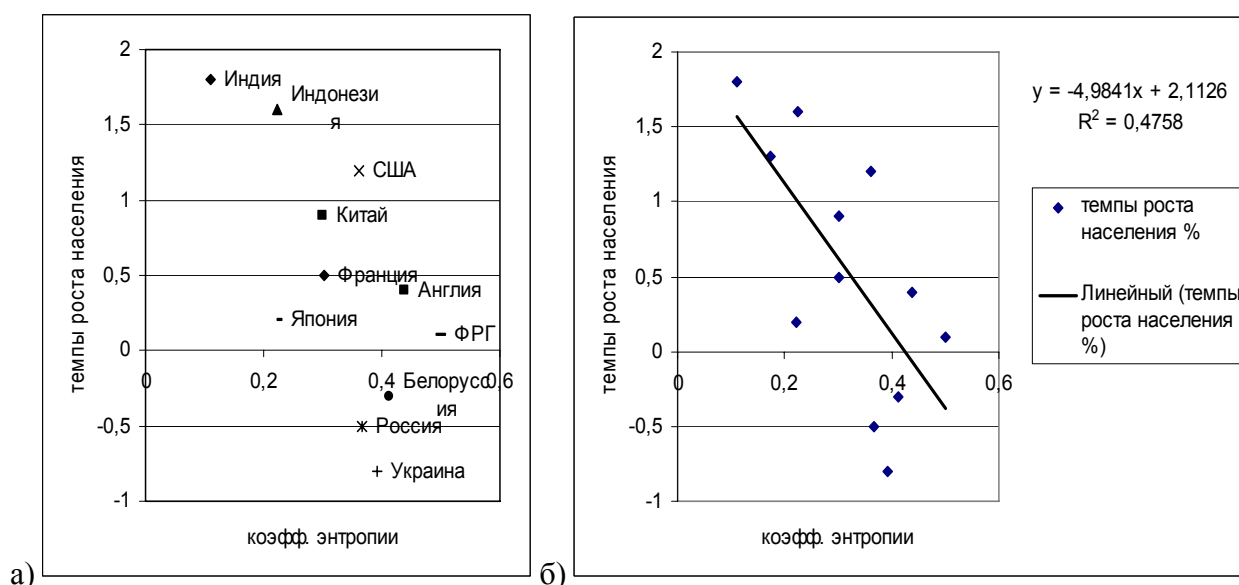 2
Индия
Индонези
я
1,5
США
1
Китай
Франция
0,5
Англия
Япония
ФРГ
0
0
0,2
0,4
0,6
Белорусс
ия
-0,5
Россия
Украина
-1
темпы роста населения
коэфф. энтропии
а)
2
1,5
1
0,5
0
0
0,2
0,4
0,6
-0,5
-1
темпы роста населения
коэфф. энтропии
y = -4,9841x + 2,1126
R² = 0,4758
темпы роста
населения %
Линейный (темпы
роста населения
%)
б)